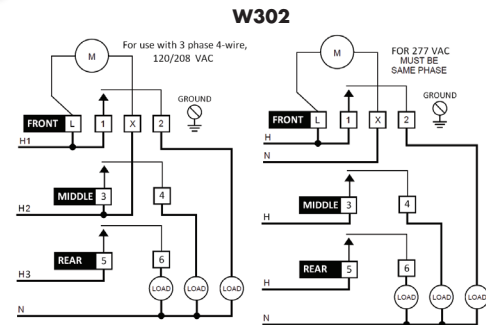 W302
M
For use with 3 phase 4-wire,
120/208 VAC
GROUND
FRONT L 1 X 2
H1
MIDDLE 3 4
H2
REAR 5 6
H3
LOAD LOAD LOAD
N
M
FOR 277 VAC
MUST BE
SAME PHASE
GROUND
FRONT L 1 X 2
H
N
MIDDLE 3 4
H
REAR 5 6
H
LOAD LOAD LOAD
N